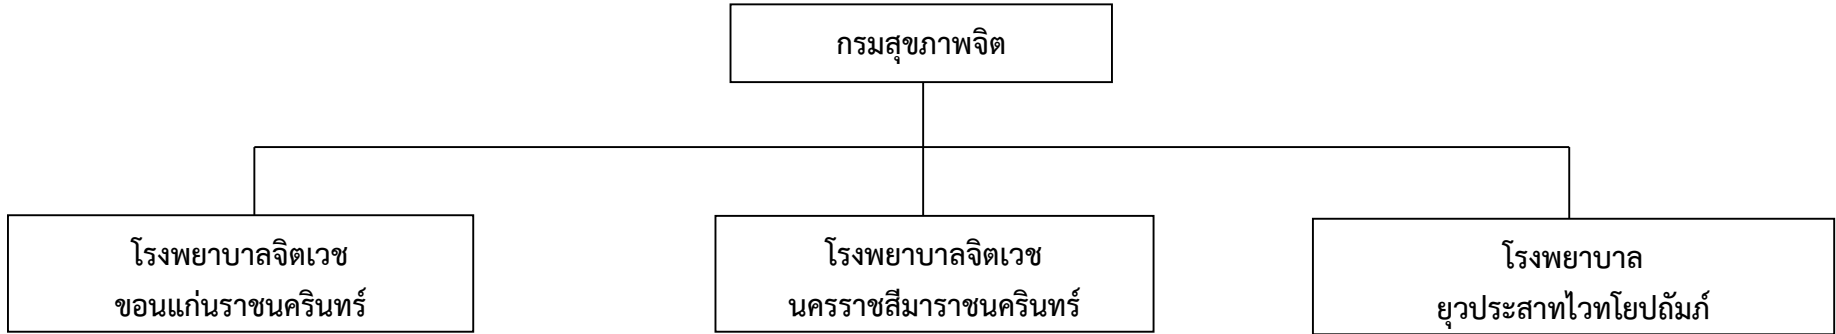 กรมสุขภาพจิต
โรงพยาบาลจิตเวช
ขอนแก่นราชนครินทร์
โรงพยาบาลจิตเวช
นครราชสีมาราชนครินทร์
โรงพยาบาล
ยุวประสาทไวทโยปถัมภ์